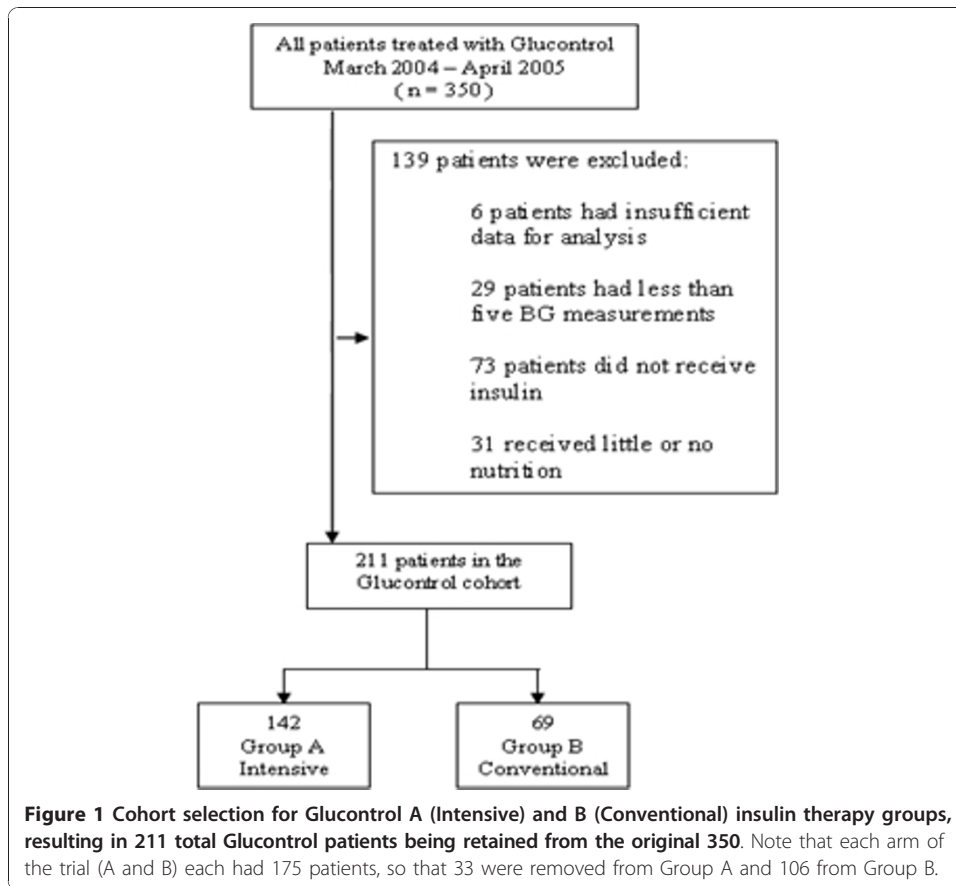 All patients treated with Glucontrol
March 2004 – April 2005
(n = 350)
139 patients were excluded:
6 patients had insufficient
data for analysis
29 patients had less than
five BG measurements
73 patients did not receive
insulin
31 received little or no
nutrition
211 patients in the
Glucontrol cohort
142
Group A
Intensive
69
Group B
Conventional
Figure 1 Cohort selection for Glucontrol A (Intensive) and B (Conventional) insulin therapy groups,
resulting in 211 total Glucontrol patients being retained from the original 350. Note that each arm of
the trial (A and B) each had 175 patients, so that 33 were removed from Group A and 106 from Group B.